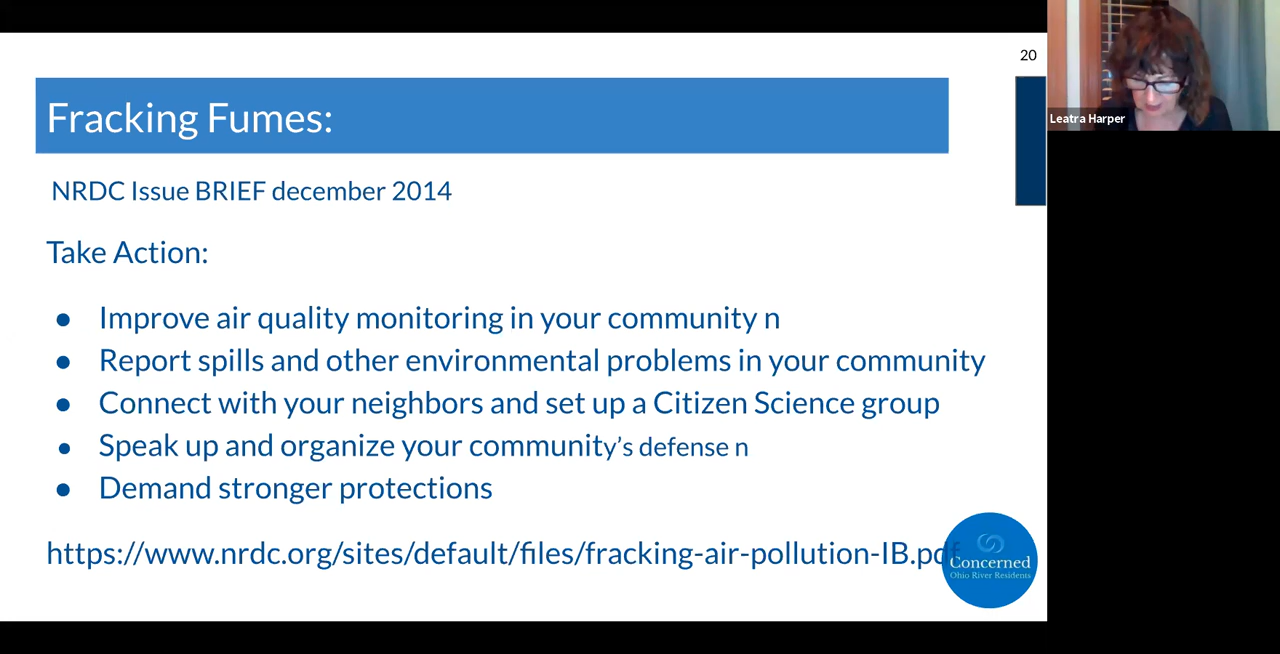 20
Fracking Fumes:
NRDC Issue BRIEF december 2014
Take Action:
● Improve air quality monitoring in your community n
● Report spills and other environmental problems in your community
● Connect with your neighbors and set up a Citizen Science group
● Speak up and organize your community’s defense n
● Demand stronger protections
https://www.nrdc.org/sites/default/files/fracking-air-pollution-IB.pdf
Concerned
Ohio River Residents
Leatra Harper